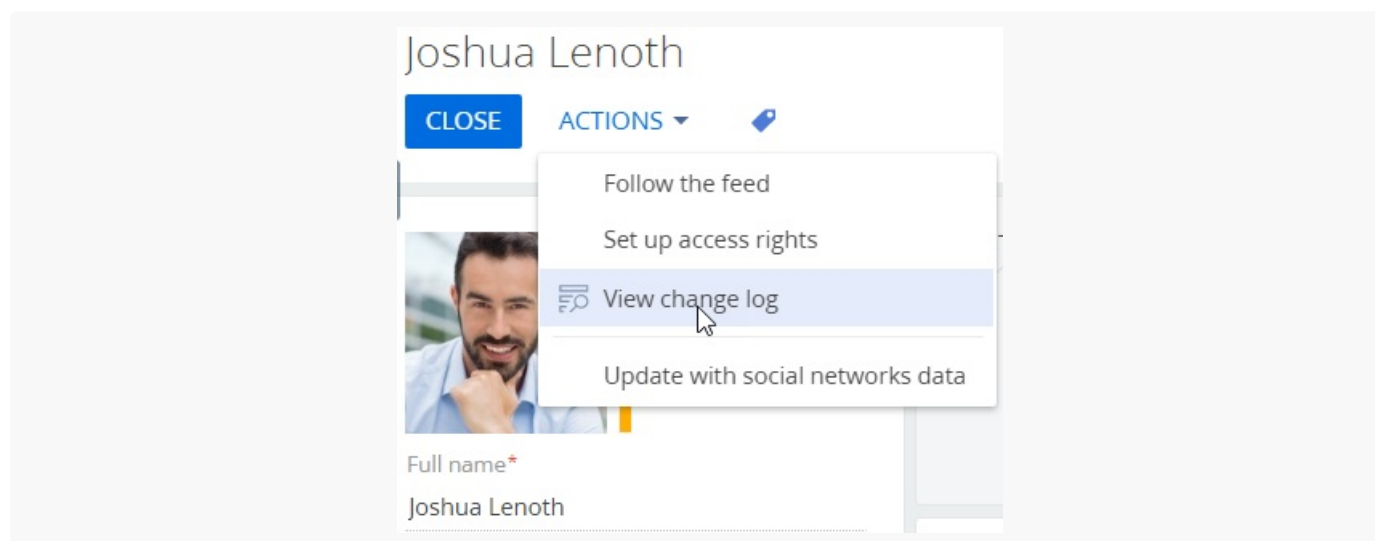 Joshua Lenoth
CLOSE ACTIONS
Follow the feed
Set up access rights
View change log
Update with social networks data
Full name*
Joshua Lenoth